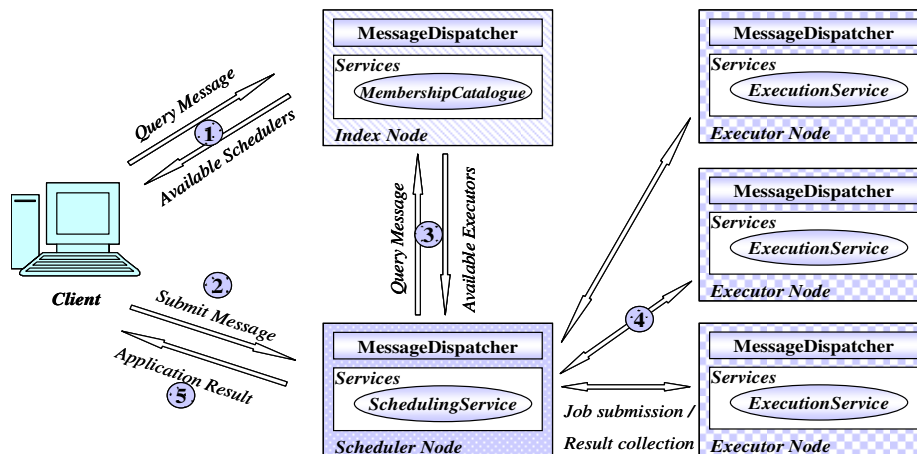 MessageDispatcher
Services
MembershipCatalogue
Index Node
MessageDispatcher
Services
ExecutionService
Executor Node
Query Message
1
Available Schedulers
Client
Query Message
3
Available Executors
MessageDispatcher
Services
ExecutionService
Executor Node
2
Submit Message
Application Result
5
4
MessageDispatcher
Services
SchedulingService
Scheduler Node
Job submission /
Result collection
MessageDispatcher
Services
ExecutionService
Executor Node